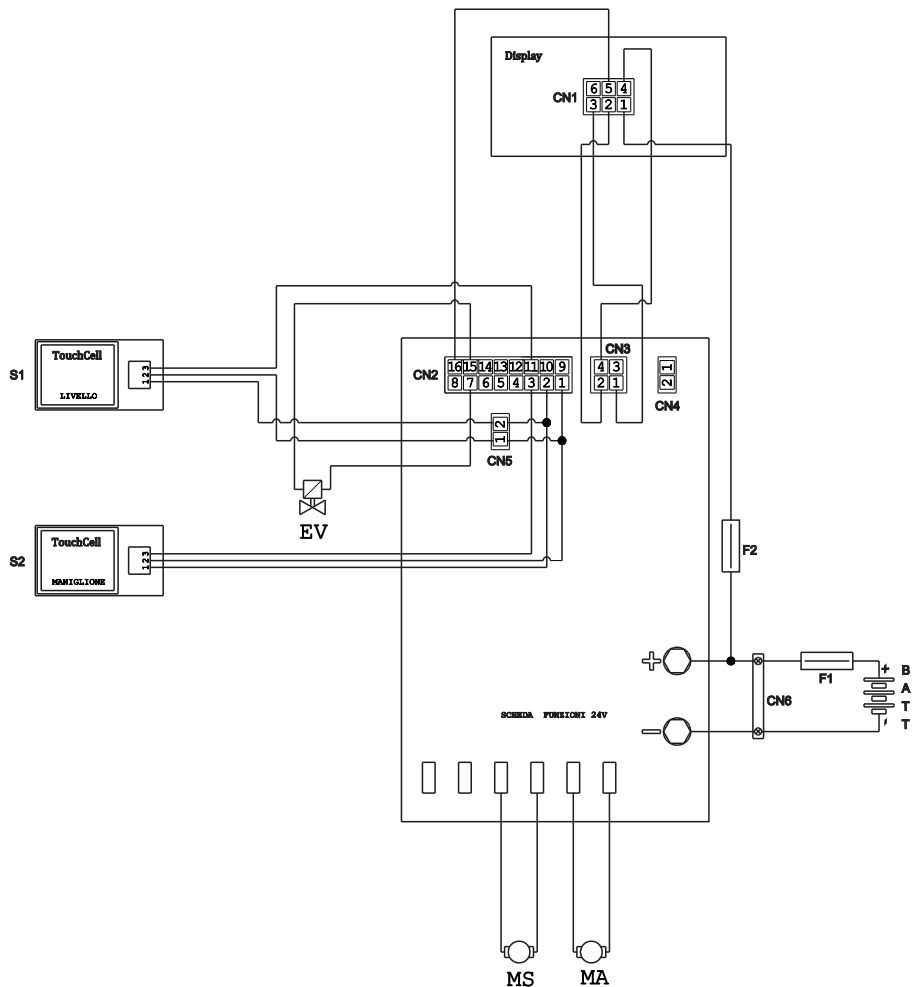 Display
CN1
6 5 4
3 2 1
TouchCell
LIVELLO
S1
1 2 3
CN2
16 15 14 13 12 11 10 9
8 7 6 5 4 3 2 1
CN3
4 3
2 1
CN4
2 1
CN5
1 2
EV
TouchCell
MANIGLIONE
S2
1 2 3
F2
+
F1
CN6
+
B
A
T
T
-
SCHEDA FUNZIONI 24V
MS
MA